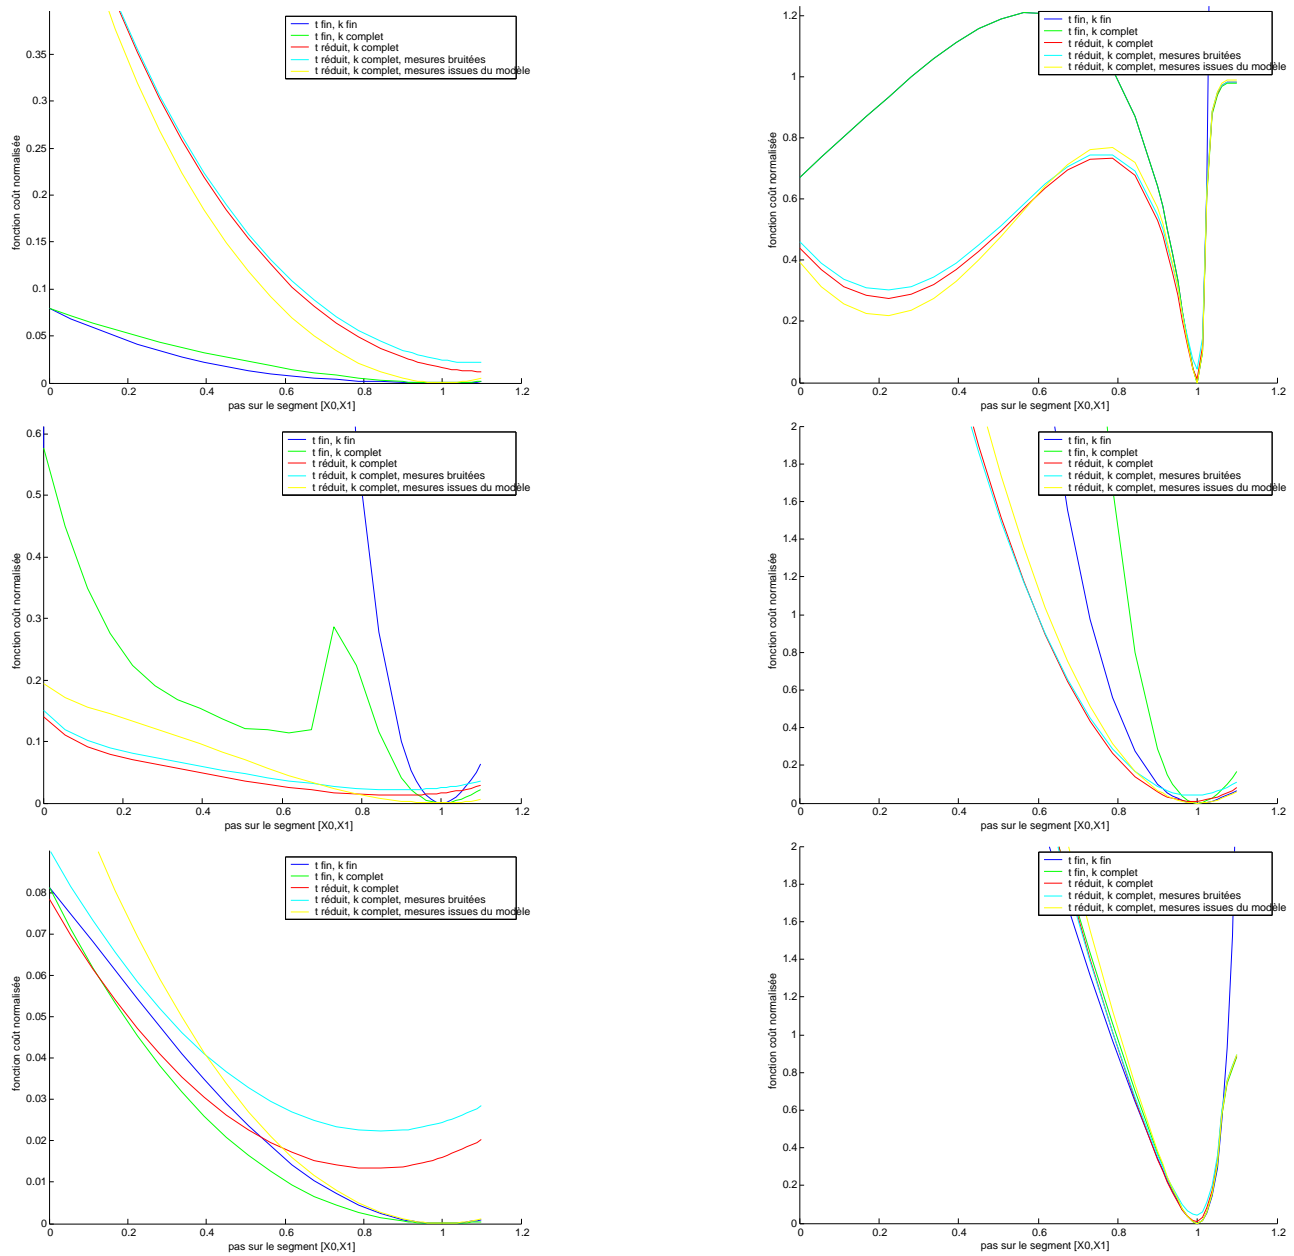 fonction coût normalisée
0.35
0.3
0.25
0.2
0.15
0.1
0.05
0
0
0.2
0.4
0.6
0.8
1
1.2
pas sur le segment [X0,X1]
t fin, k fin
t fin, k complet
t réduit, k complet
t réduit, k complet, mesures bruitées
t réduit, k complet, mesures issues du modèle
fonction coût normalisée
1.2
1
0.8
0.6
0.4
0.2
0
0
0.2
0.4
0.6
0.8
1
1.2
pas sur le segment [X0,X1]
t fin, k fin
t fin, k complet
t réduit, k complet
t réduit, k complet, mesures bruitées
t réduit, k complet, mesures issues du modèle
fonction coût normalisée
0.6
0.5
0.4
0.3
0.2
0.1
0
0
0.2
0.4
0.6
0.8
1
1.2
pas sur le segment [X0,X1]
t fin, k fin
t fin, k complet
t réduit, k complet
t réduit, k complet, mesures bruitées
t réduit, k complet, mesures issues du modèle
fonction coût normalisée
2
1.8
1.6
1.4
1.2
1
0.8
0.6
0.4
0.2
0
0
0.2
0.4
0.6
0.8
1
1.2
pas sur le segment [X0,X1]
t fin, k fin
t fin, k complet
t réduit, k complet
t réduit, k complet, mesures bruitées
t réduit, k complet, mesures issues du modèle
fonction coût normalisée
0.08
0.07
0.06
0.05
0.04
0.03
0.02
0.01
0
0
0.2
0.4
0.6
0.8
1
1.2
pas sur le segment [X0,X1]
t fin, k fin
t fin, k complet
t réduit, k complet
t réduit, k complet, mesures bruitées
t réduit, k complet, mesures issues du modèle
fonction coût normalisée
2
1.8
1.6
1.4
1.2
1
0.8
0.6
0.4
0.2
0
0
0.2
0.4
0.6
0.8
1
1.2
pas sur le segment [X0,X1]
t fin, k fin
t fin, k complet
t réduit, k complet
t réduit, k complet, mesures bruitées
t réduit, k complet, mesures issues du modèle